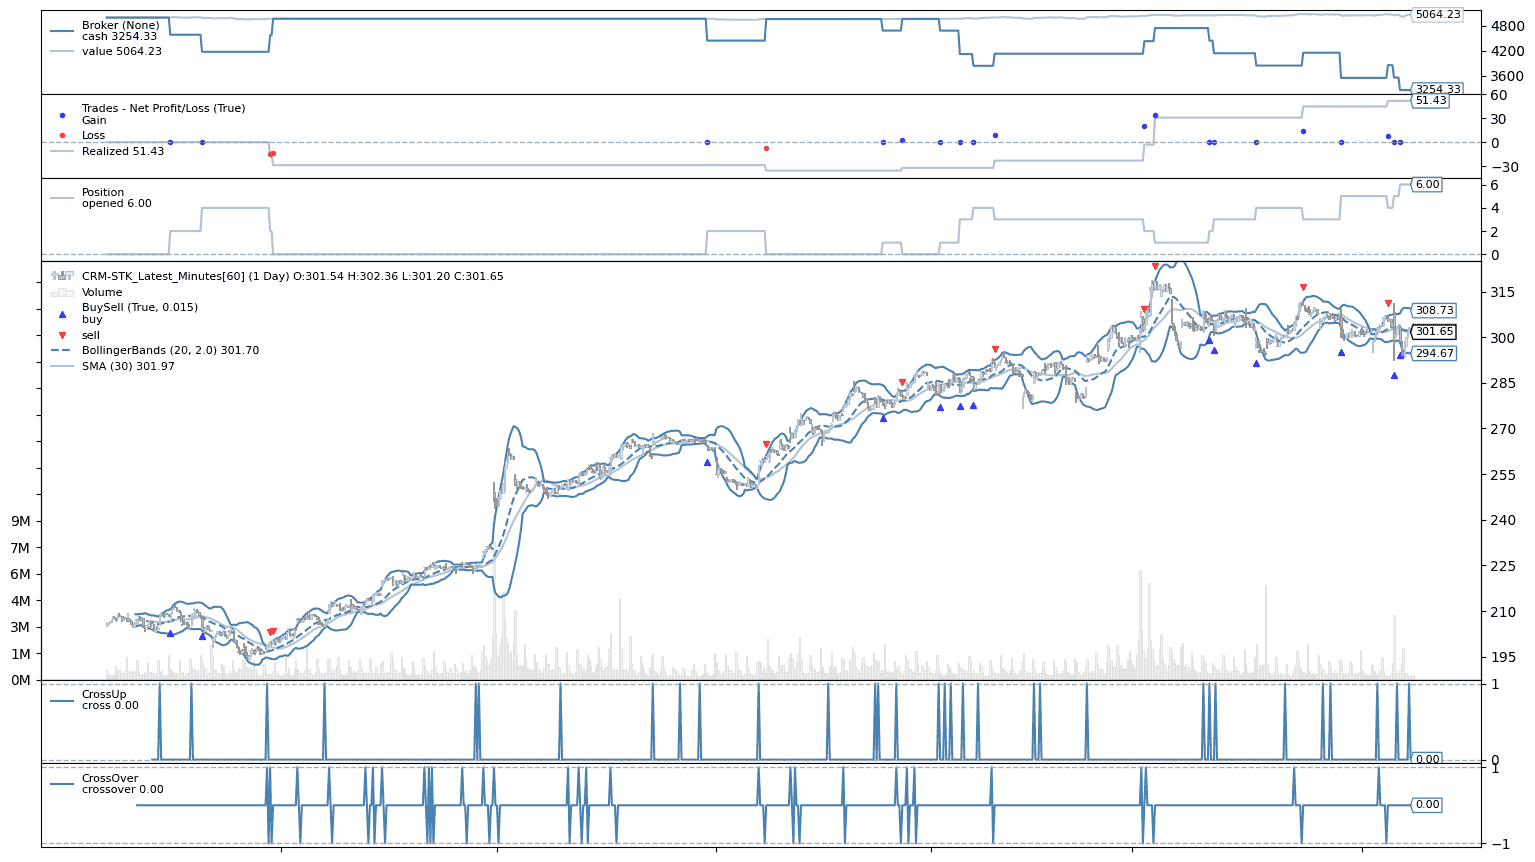 Broker (None)
cash 3254.33
value 5064.23
5064.23
4800
4200
3600
3254.33
Trades - Net Profit/Loss (True)
Gain
Loss
Realized 51.43
60
51.43
30
0
−30
Position
opened 6.00
6.00
6
4
2
0
CRM-STK_Latest_Minutes[60] (1 Day) O:301.54 H:302.36 L:301.20 C:301.65
Volume
BuySell (True, 0.015)
buy
sell
BollingerBands (20, 2.0) 301.70
SMA (30) 301.97
315
308.73
300
301.65
294.67
285
270
255
240
225
210
195
9M
7M
6M
4M
3M
1M
0M
CrossUp
cross 0.00
1
0.00
0
CrossOver
crossover 0.00
1
0.00
−1